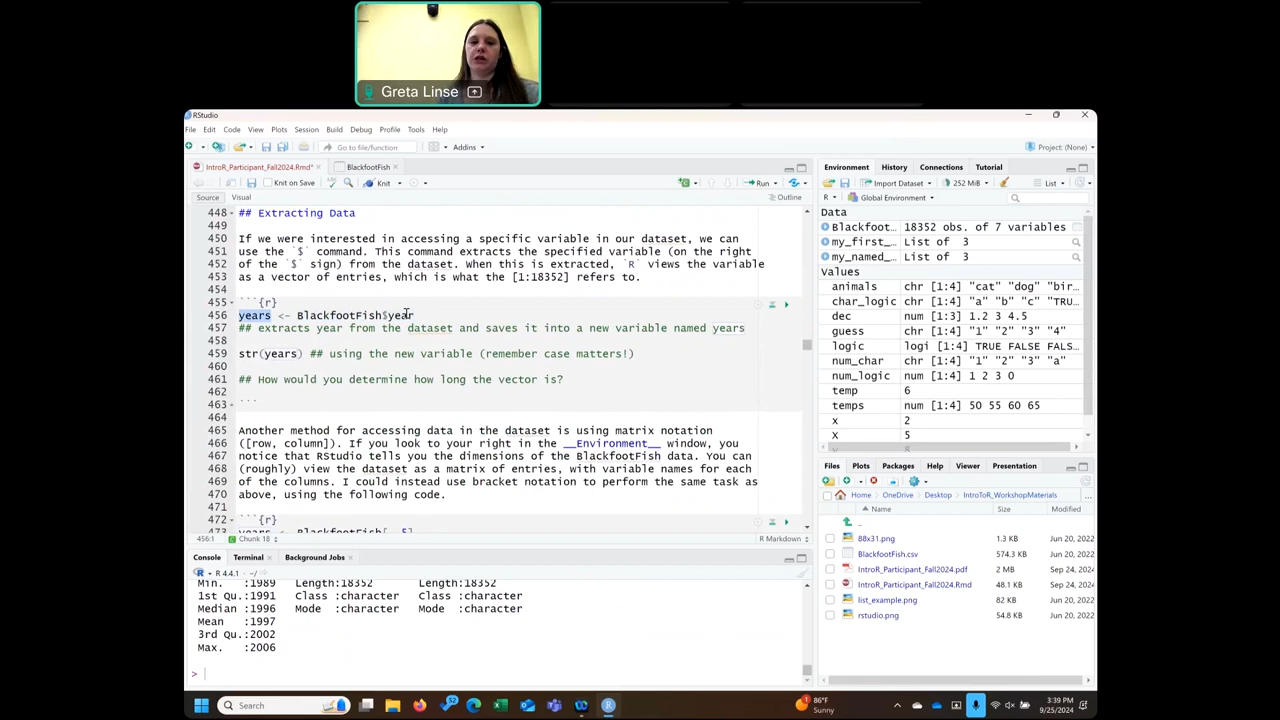 Greta Linse
RStudio
File Edit Code View Plots Session Build Debug Profile Tools Help
Go to file/function
Addins
Project: (None)
IntroR_Participant_Fall2024.Rmd*
BlackfootFish
Knit on Save
Knit
Run
Source Visual
Outline
448 ## Extracting Data
449
450 If we were interested in accessing a specific variable in our dataset, we can
451 use the `$` command. This command extracts the specified variable (on the right
452 of the `$` sign) from the dataset. When this is extracted, `R` views the variable
453 as a vector of entries, which is what the [1:18352] refers to.
454
455 ```{r}
456 years <- BlackfootFish$year
457 ## extracts year from the dataset and saves it into a new variable named years
458
459 str(years) ## using the new variable (remember case matters!)
460
461 ## How would you determine how long the vector is?
462
463 ```
464
465 Another method for accessing data in the dataset is using matrix notation
466 ([row, column]). If you look to your right in the __Environment__ window, you
467 notice that RStudio tells you the dimensions of the BlackfootFish data. You can
468 (roughly) view the dataset as a matrix of entries, with variable names for each
469 of the columns. I could instead use bracket notation to perform the same task as
470 above, using the following code.
471
472 ```{r}
473 years <- BlackfootFish[ , 5]
456:1 Chunk 18 R Markdown
Console Terminal Background Jobs
R 4.4.1 · ~/
Min. :1989 Length:18352 Length:18352
1st Qu.:1991 Class :character Class :character
Median :1996 Mode :character Mode :character
Mean :1997
3rd Qu.:2002
Max. :2006
>
Environment History Connections Tutorial
Import Dataset 252 MiB List
R Global Environment
Data
Blackfoot… 18352 obs. of 7 variables
my_first_… List of 3
my_named_… List of 3
Values
animals chr [1:4] "cat" "dog" "bir…
char_logic chr [1:4] "a" "b" "c" "TRU…
dec num [1:3] 1.2 3 4.5
guess chr [1:4] "1" "2" "3" "4"
logic logi [1:4] TRUE FALSE FALS…
num_char chr [1:4] "1" "2" "3" "a"
num_logic num [1:4] 1 2 3 0
temp 6
temps num [1:4] 50 55 60 65
x 2
X 5
Files Plots Packages Help Viewer Presentation
Home OneDrive Desktop IntroToR_WorkshopMaterials ...
Name Size Modified
..
88x31.png 1.3 KB Jun 20, 2022
BlackfootFish.csv 574.3 KB Jun 20, 2022
IntroR_Participant_Fall2024.pdf 2 MB Sep 24, 2024
IntroR_Participant_Fall2024.Rmd 48.1 KB Sep 24, 2024
list_example.png 82 KB Jun 20, 2022
rstudio.png 54.8 KB Jun 20, 2022
Search
86°F
Sunny
3:39 PM
9/25/2024